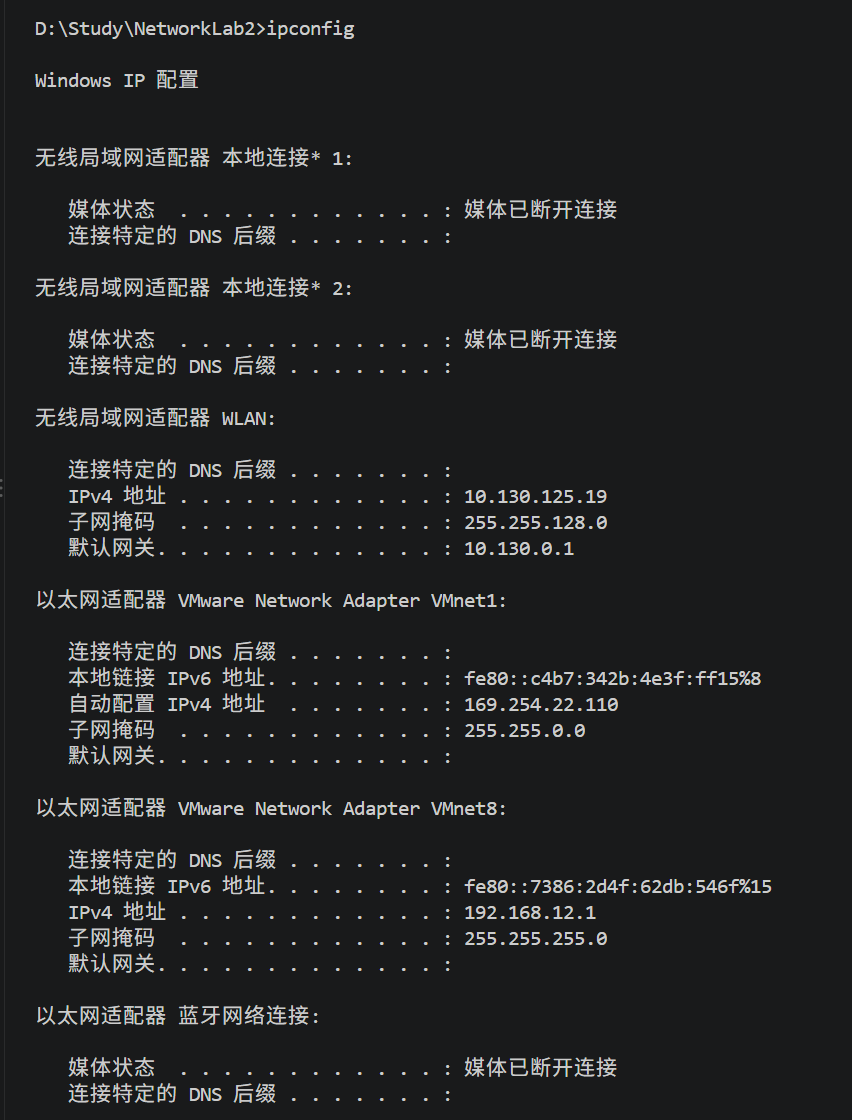 D:\Study\NetworkLab2>ipconfig
Windows IP 配置
无线局域网适配器 本地连接* 1:
媒体状态  . . . . . . . . . . . . : 媒体已断开连接
连接特定的 DNS 后缀 . . . . . . . :
无线局域网适配器 本地连接* 2:
媒体状态  . . . . . . . . . . . . : 媒体已断开连接
连接特定的 DNS 后缀 . . . . . . . :
无线局域网适配器 WLAN:
连接特定的 DNS 后缀 . . . . . . . :
IPv4 地址 . . . . . . . . . . . . : 10.130.125.19
子网掩码  . . . . . . . . . . . . : 255.255.128.0
默认网关. . . . . . . . . . . . . : 10.130.0.1
以太网适配器 VMware Network Adapter VMnet1:
连接特定的 DNS 后缀 . . . . . . . :
本地链接 IPv6 地址. . . . . . . . : fe80::c4b7:342b:4e3f:ff15%8
自动配置 IPv4 地址  . . . . . . . : 169.254.22.110
子网掩码  . . . . . . . . . . . . : 255.255.0.0
默认网关. . . . . . . . . . . . . :
以太网适配器 VMware Network Adapter VMnet8:
连接特定的 DNS 后缀 . . . . . . . :
本地链接 IPv6 地址. . . . . . . . : fe80::7386:2d4f:62db:546f%15
IPv4 地址 . . . . . . . . . . . . : 192.168.12.1
子网掩码  . . . . . . . . . . . . : 255.255.255.0
默认网关. . . . . . . . . . . . . :
以太网适配器 蓝牙网络连接:
媒体状态  . . . . . . . . . . . . : 媒体已断开连接
连接特定的 DNS 后缀 . . . . . . . :